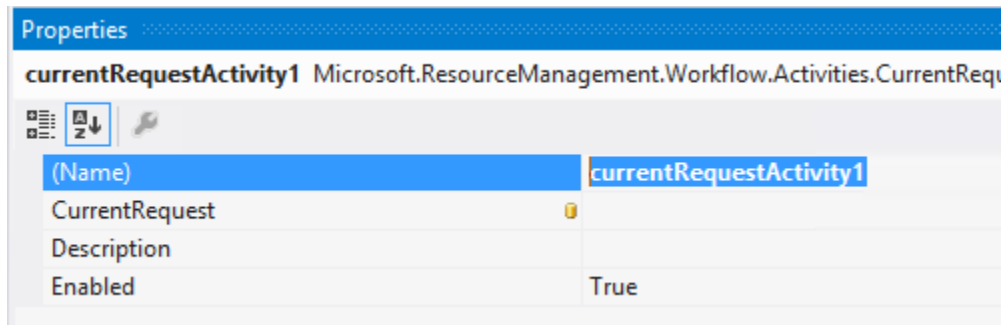 Properties
currentRequestActivity1 Microsoft.ResourceManagement.Workflow.Activities.CurrentRequ
(Name) currentRequestActivity1
CurrentRequest
Description
Enabled True